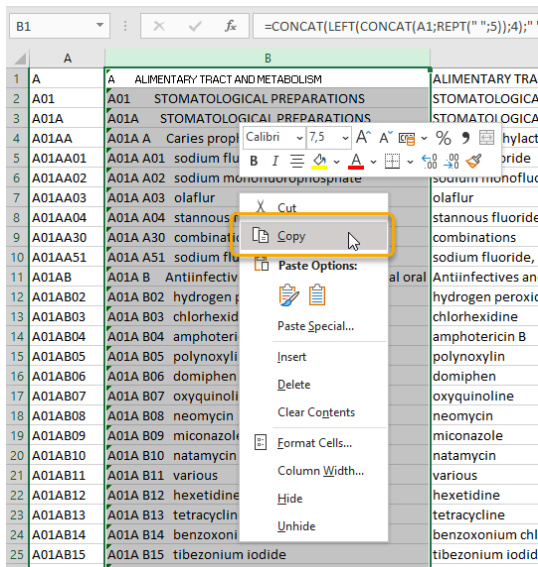 B1 fx =CONCAT(LEFT(CONCAT(A1;REPT(" ";5));4);"
A B
1 A A ALIMENTARY TRACT AND METABOLISM ALIMENTARY TRA
2 A01 A01 STOMATOLOGICAL PREPARATIONS STOMATOLOGICA
3 A01A A01A STOMATOLOGICAL PREPARATIONS STOMATOLOGICA
Calibri 7,5 A^ A˅ % 9
4 A01AA A01A A Caries proph hylact
B I A
5 A01AA01 A01A A01 sodium flu oride
6 A01AA02 A01A A02 sodium monofluorophosphate sodium monofluo
7 A01AA03 A01A A03 olaflur olaflur
Cut
8 A01AA04 A01A A04 stannous stannous fluoride
Copy
9 A01AA30 A01A A30 combinati combinations
10 A01AA51 A01A A51 sodium flu sodium fluoride,
Paste Options:
11 A01AB A01A B Antiinfectiv al oral Antiinfectives an
12 A01AB02 A01A B02 hydrogen p hydrogen peroxid
13 A01AB03 A01A B03 chlorhexid chlorhexidine
Paste Special...
14 A01AB04 A01A B04 amphoteri amphotericin B
15 A01AB05 A01A B05 polynoxyli polynoxylin
Insert
16 A01AB06 A01A B06 domiphen domiphen
Delete
17 A01AB07 A01A B07 oxyquinoli oxyquinoline
18 A01AB08 A01A B08 neomycin neomycin
Clear Contents
19 A01AB09 A01A B09 miconazole miconazole
Format Cells...
20 A01AB10 A01A B10 natamycin natamycin
21 A01AB11 A01A B11 various various
Column Width...
22 A01AB12 A01A B12 hexetidine hexetidine
Hide
23 A01AB13 A01A B13 tetracyclin tetracycline
Unhide
24 A01AB14 A01A B14 benzoxoni benzoxonium chl
25 A01AB15 A01A B15 tibezonium iodide tibezonium iodid